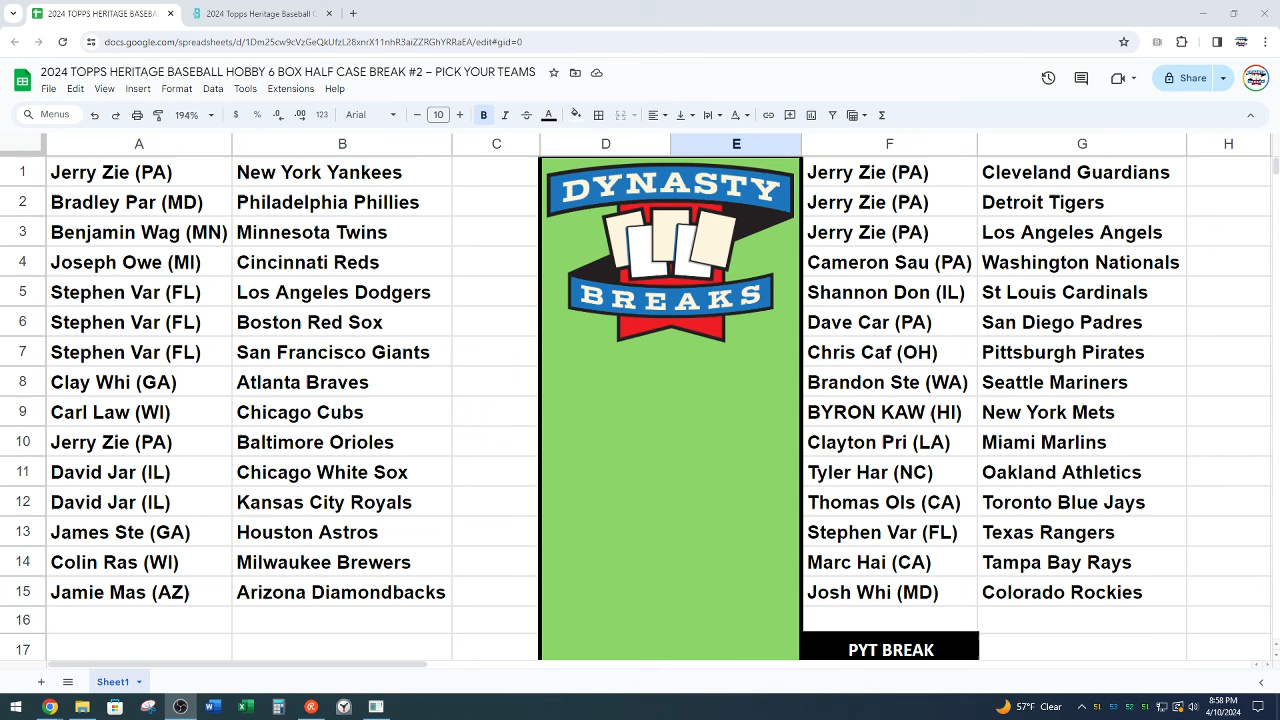 2024 TOPPS HERITAGE BASEBA
2024 Topps Heritage Baseball C
docs.google.com/spreadsheets/d/1Dm25cw9cVzGeQkUfzL28xnrX11nhR3aiZZRGhYRRaEA/edit#gid=0
2024 TOPPS HERITAGE BASEBALL HOBBY 6 BOX HALF CASE BREAK #2 – PICK YOUR TEAMS
File Edit View Insert Format Data Tools Extensions Help
Share
Menus 194% $ % .0 .00 123 Arial 10 B I A
A B C D E F G H
1 Jerry Zie (PA) New York Yankees Jerry Zie (PA) Cleveland Guardians
2 Bradley Par (MD) Philadelphia Phillies Jerry Zie (PA) Detroit Tigers
3 Benjamin Wag (MN) Minnesota Twins Jerry Zie (PA) Los Angeles Angels
4 Joseph Owe (MI) Cincinnati Reds Cameron Sau (PA) Washington Nationals
5 Stephen Var (FL) Los Angeles Dodgers Shannon Don (IL) St Louis Cardinals
6 Stephen Var (FL) Boston Red Sox Dave Car (PA) San Diego Padres
7 Stephen Var (FL) San Francisco Giants Chris Caf (OH) Pittsburgh Pirates
8 Clay Whi (GA) Atlanta Braves Brandon Ste (WA) Seattle Mariners
9 Carl Law (WI) Chicago Cubs BYRON KAW (HI) New York Mets
10 Jerry Zie (PA) Baltimore Orioles Clayton Pri (LA) Miami Marlins
11 David Jar (IL) Chicago White Sox Tyler Har (NC) Oakland Athletics
12 David Jar (IL) Kansas City Royals Thomas Ols (CA) Toronto Blue Jays
13 James Ste (GA) Houston Astros Stephen Var (FL) Texas Rangers
14 Colin Ras (WI) Milwaukee Brewers Marc Hai (CA) Tampa Bay Rays
15 Jamie Mas (AZ) Arizona Diamondbacks Josh Whi (MD) Colorado Rockies
16
17 PYT BREAK
DYNASTY
BREAKS
Sheet1
57°F Clear
51 53 52 51
8:58 PM
4/10/2024